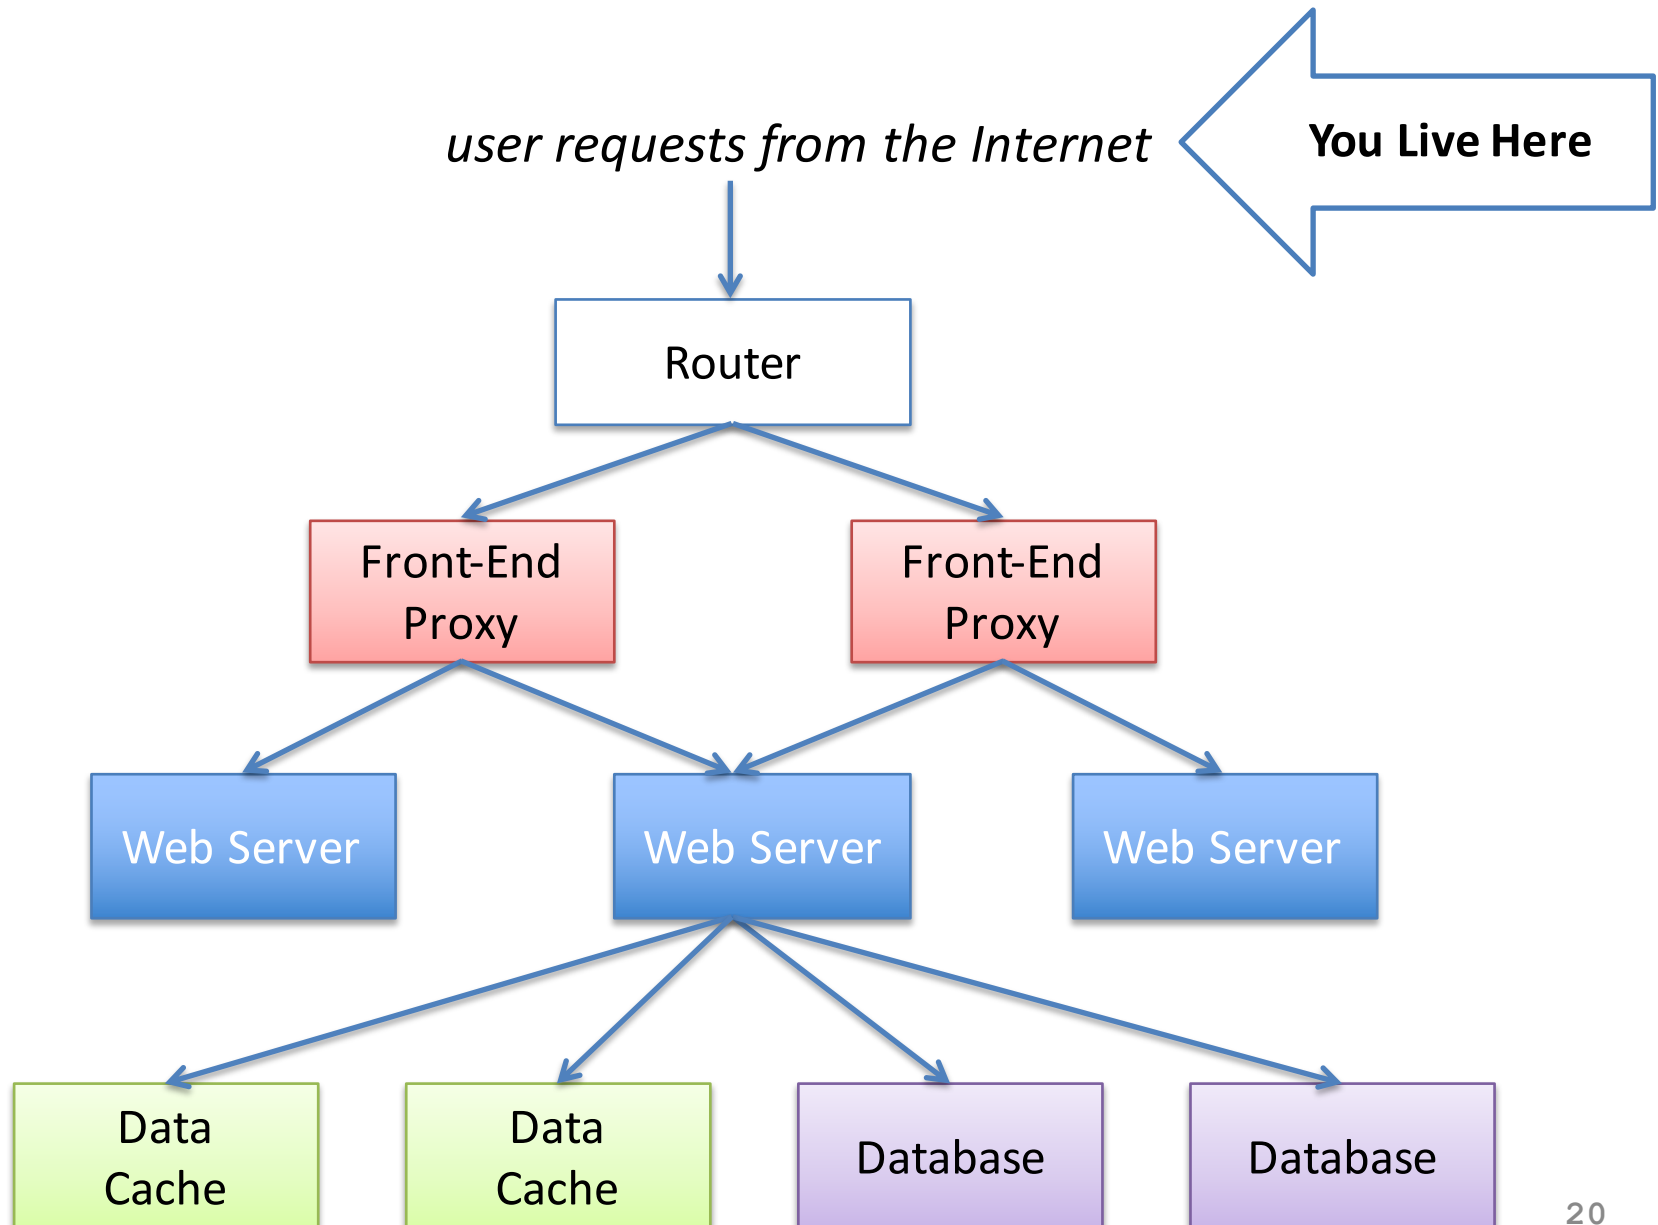 user requests from the Internet
You Live Here
Router
Front-End
Proxy
Front-End
Proxy
Web Server
Web Server
Web Server
Data
Cache
Data
Cache
Database
Database
20